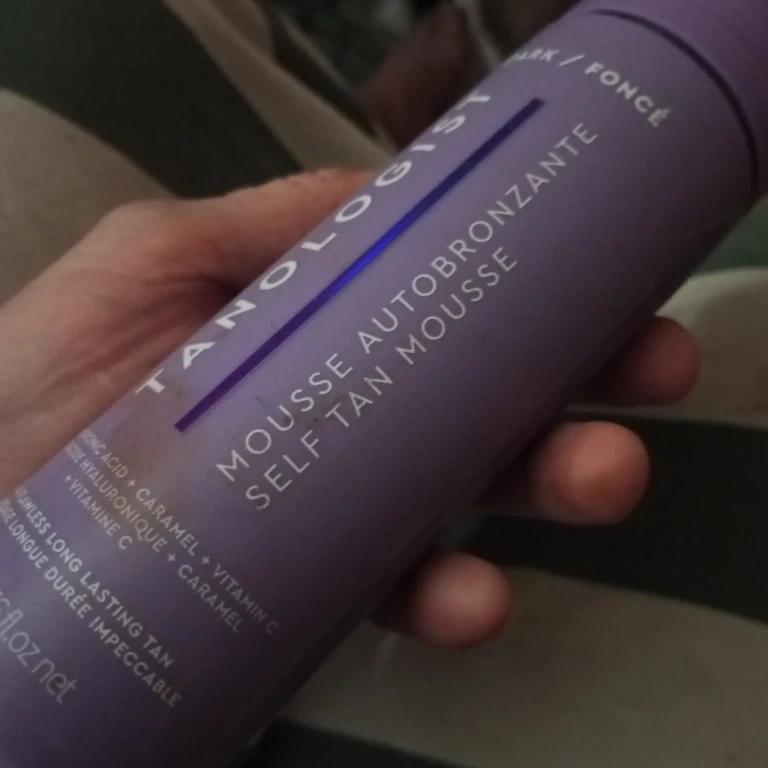 DARK / FONCÉ
TANOLOGIST
MOUSSE AUTOBRONZANTE
SELF TAN MOUSSE
ACID + CARAMEL + VITAMIN C
HYALURONIQUE + CARAMEL
+ VITAMINE C
LONG LASTING TAN
LONGUE DURÉE IMPECCABLE
fl.oz net